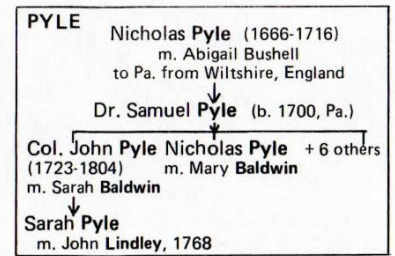 PYLE
Nicholas Pyle (1666-1716)
m. Abigail Bushell
to Pa. from Wiltshire, England
Dr. Samuel Pyle (b. 1700, Pa.)
Col. John Pyle Nicholas Pyle + 6 others
(1723-1804) m. Mary Baldwin
m. Sarah Baldwin
Sarah Pyle
m. John Lindley, 1768